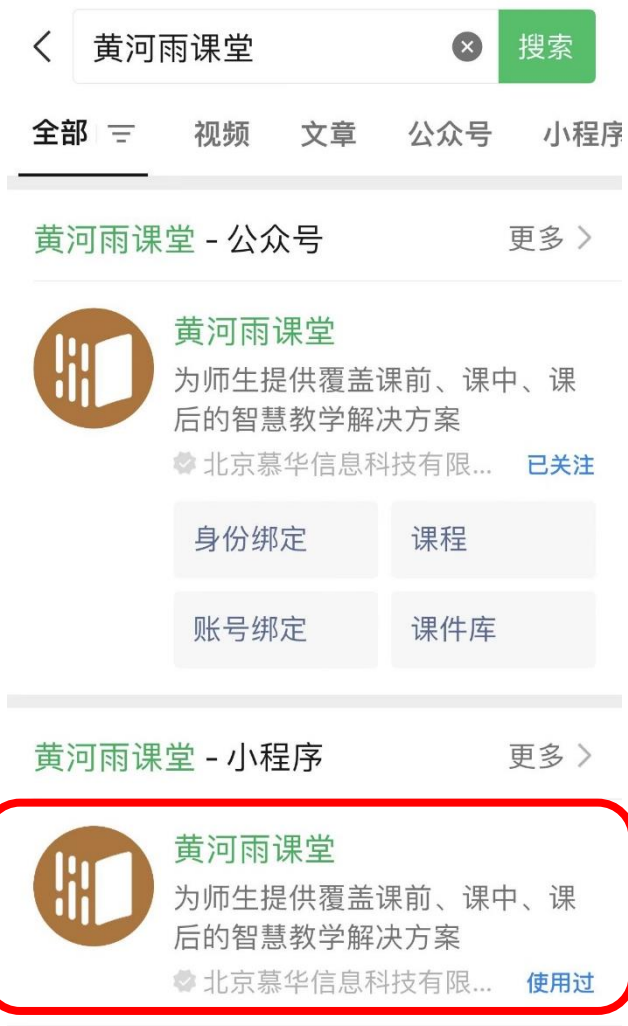 黄河雨课堂 搜索
全部 视频 文章 公众号 小程序
黄河雨课堂 - 公众号 更多
黄河雨课堂
为师生提供覆盖课前、课中、课
后的智慧教学解决方案
北京慕华信息科技有限... 已关注
身份绑定 课程
账号绑定 课件库
黄河雨课堂 - 小程序 更多
黄河雨课堂
为师生提供覆盖课前、课中、课
后的智慧教学解决方案
北京慕华信息科技有限... 使用过